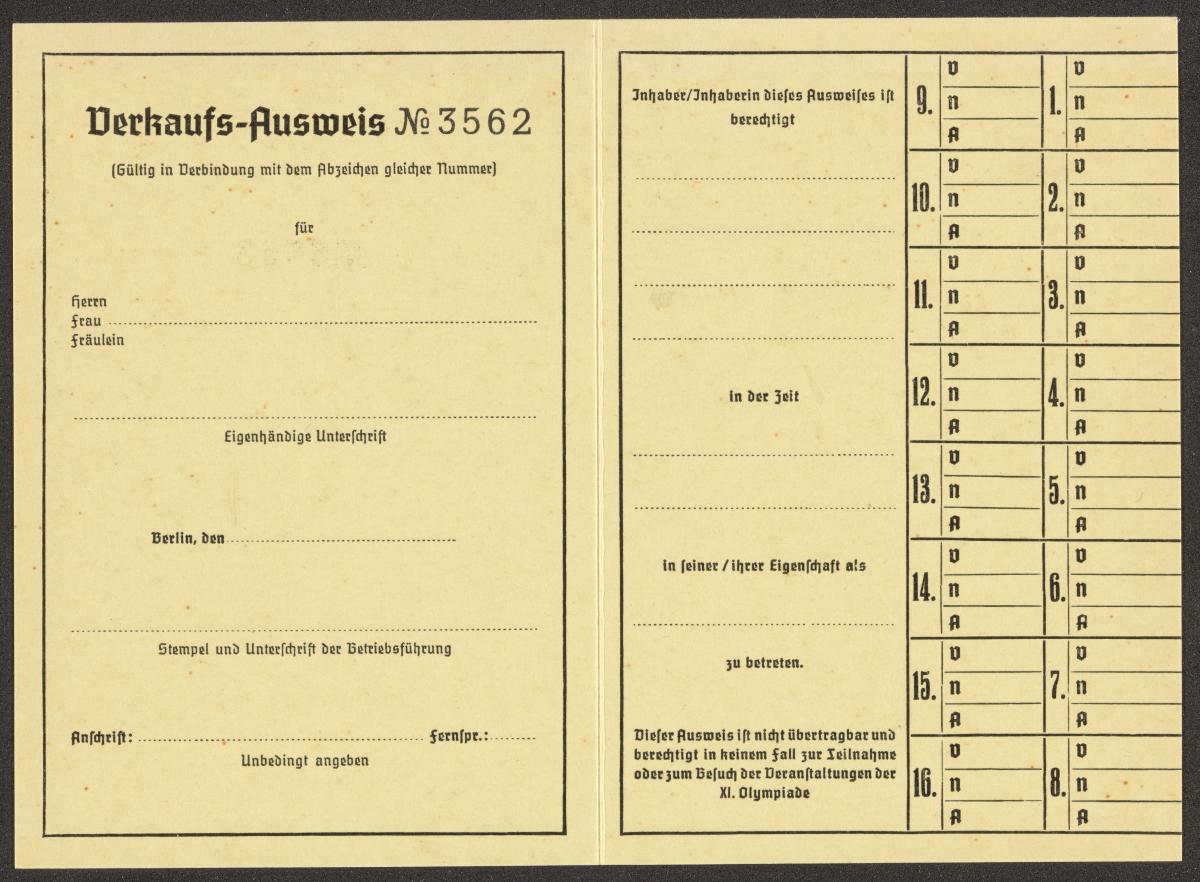 Verkaufs-Ausweis № 3562
(Gültig in Verbindung mit dem Abzeichen gleicher Nummer)
für
Herrn
Frau
Fräulein
Eigenhändige Unterſchrift
Berlin, den
Stempel und Unterſchrift der Betriebsführung
Anſchrift: Fernſpr.:
Unbedingt angeben
Inhaber/Inhaberin dieſes Ausweiſes iſt
berechtigt
in der Zeit
in ſeiner / ihrer Eigenſchaft als
zu betreten.
Dieſer Ausweis iſt nicht übertragbar und
berechtigt in keinem Fall zur Teilnahme
oder zum Beſuch der Veranſtaltungen der
XI. Olympiade
V V
9. N 1. N
A A
V V
10. N 2. N
A A
V V
11. N 3. N
A A
V V
12. N 4. N
A A
V V
13. N 5. N
A A
V V
14. N 6. N
A A
V V
15. N 7. N
A A
V V
16. N 8. N
A A